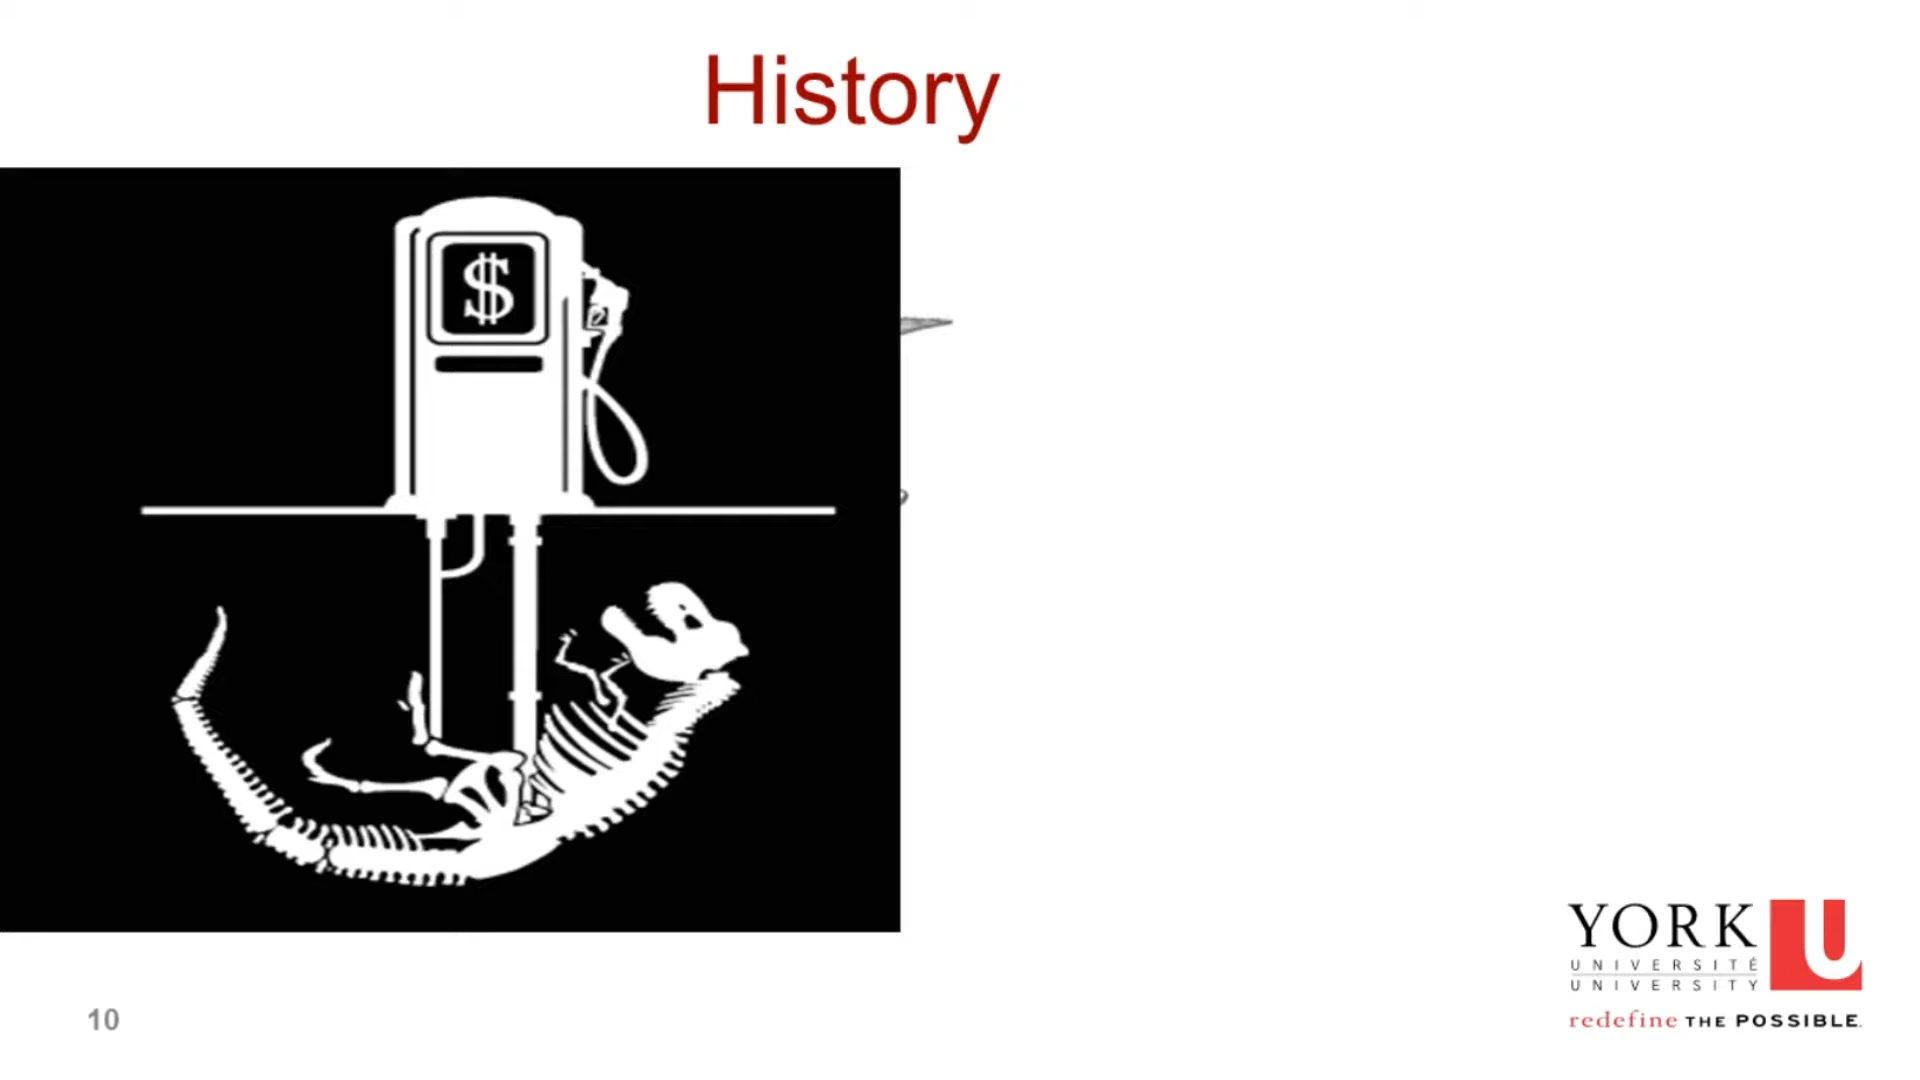 History
$
YORK U
UNIVERSITÉ
UNIVERSITY
redefine THE POSSIBLE.
10